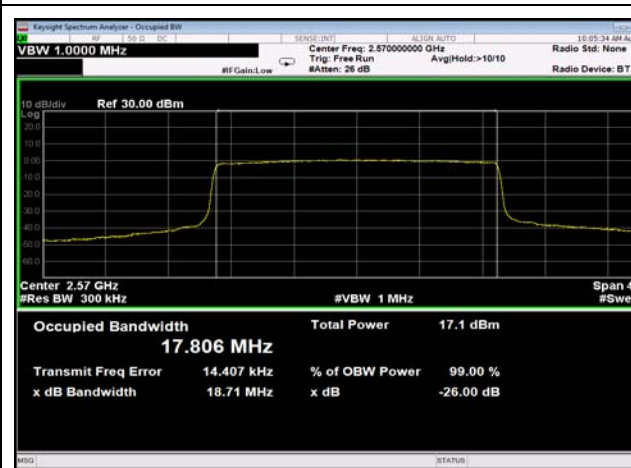 Keysight Spectrum Analyzer - Occupied BW
RF 50 Ω DC SENSE:INT ALIGN AUTO 10:05:34 AM
VBW 1.0000 MHz Center Freq: 2.570000000 GHz Radio Std: None
Trig: Free Run Avg|Hold:>10/10
#IFGain:Low #Atten: 26 dB Radio Device: BT
10 dB/div Ref 30.00 dBm
Log
20.0
10.0
0.00
-10.0
-20.0
-30.0
-40.0
-50.0
-60.0
Center 2.57 GHz Span 4
#Res BW 300 kHz #VBW 1 MHz #Swe
Occupied Bandwidth Total Power 17.1 dBm
17.806 MHz
Transmit Freq Error 14.407 kHz % of OBW Power 99.00 %
x dB Bandwidth 18.71 MHz x dB -26.00 dB
MSG STATUS